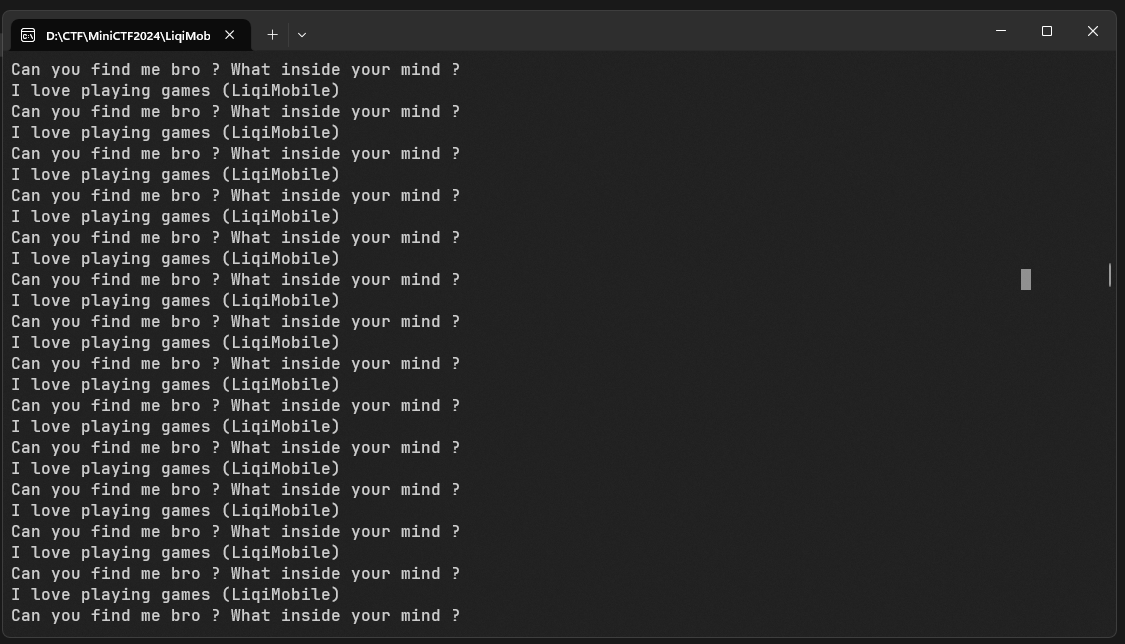 D:\CTF\MiniCTF2024\LiqiMob
Can you find me bro ? What inside your mind ?
I love playing games (LiqiMobile)
Can you find me bro ? What inside your mind ?
I love playing games (LiqiMobile)
Can you find me bro ? What inside your mind ?
I love playing games (LiqiMobile)
Can you find me bro ? What inside your mind ?
I love playing games (LiqiMobile)
Can you find me bro ? What inside your mind ?
I love playing games (LiqiMobile)
Can you find me bro ? What inside your mind ?
I love playing games (LiqiMobile)
Can you find me bro ? What inside your mind ?
I love playing games (LiqiMobile)
Can you find me bro ? What inside your mind ?
I love playing games (LiqiMobile)
Can you find me bro ? What inside your mind ?
I love playing games (LiqiMobile)
Can you find me bro ? What inside your mind ?
I love playing games (LiqiMobile)
Can you find me bro ? What inside your mind ?
I love playing games (LiqiMobile)
Can you find me bro ? What inside your mind ?
I love playing games (LiqiMobile)
Can you find me bro ? What inside your mind ?
I love playing games (LiqiMobile)
Can you find me bro ? What inside your mind ?